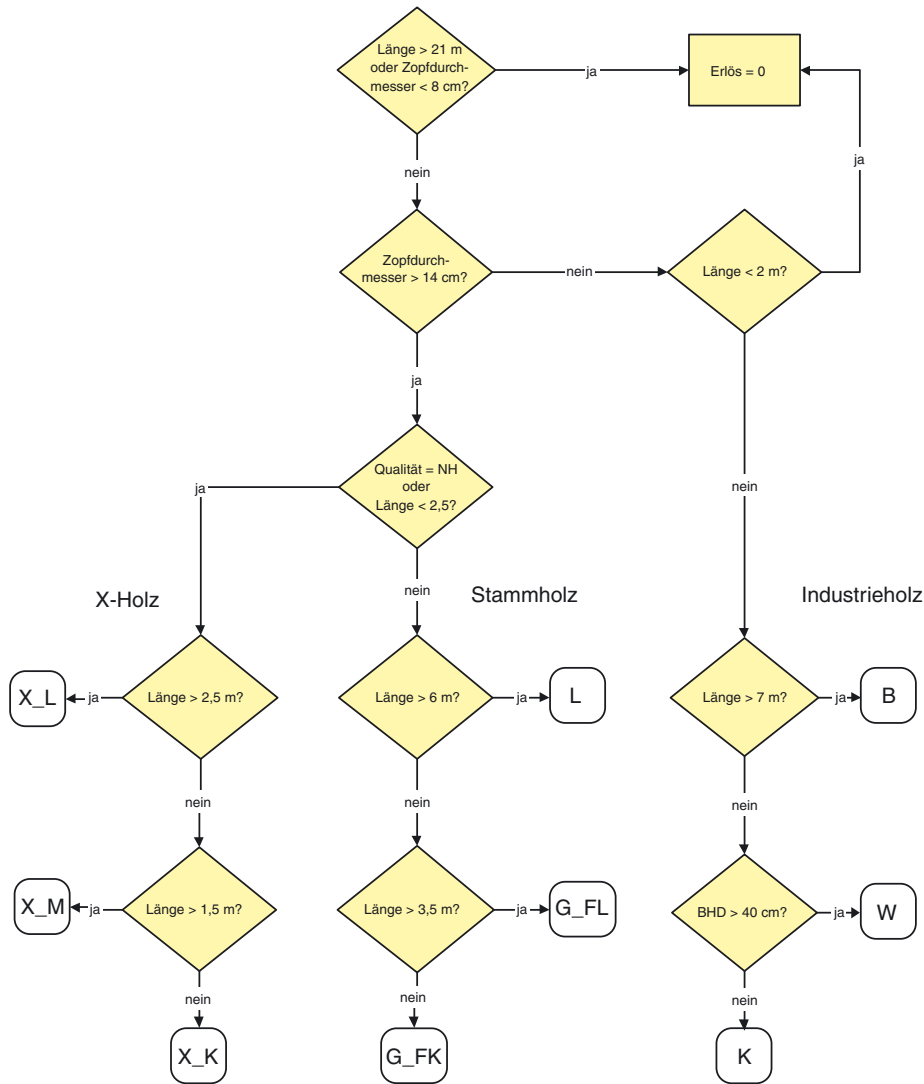 Länge > 21 m
oder Zopfdurch-
messer < 8 cm?
ja
Erlös = 0
ja
nein
Zopfdurch-
messer > 14 cm?
nein
Länge < 2 m?
ja
Qualität = NH
oder
Länge < 2,5?
ja
nein
nein
X-Holz
Stammholz
Industrieholz
X_L
ja
Länge > 2,5 m?
Länge > 6 m?
ja
L
Länge > 7 m?
ja
B
nein
nein
nein
X_M
ja
Länge > 1,5 m?
Länge > 3,5 m?
ja
G_FL
BHD > 40 cm?
ja
W
nein
nein
nein
X_K
G_FK
K